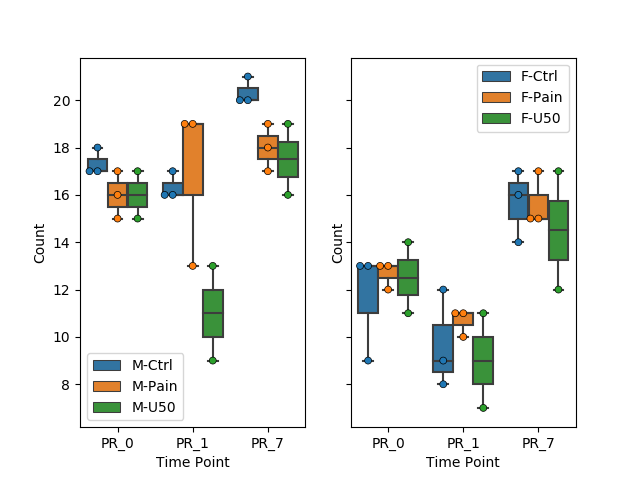 Count
20
18
16
14
12
10
8
M-Ctrl
M-Pain
M-U50
PR_0 PR_1 PR_7
Time Point
Count
F-Ctrl
F-Pain
F-U50
PR_0 PR_1 PR_7
Time Point